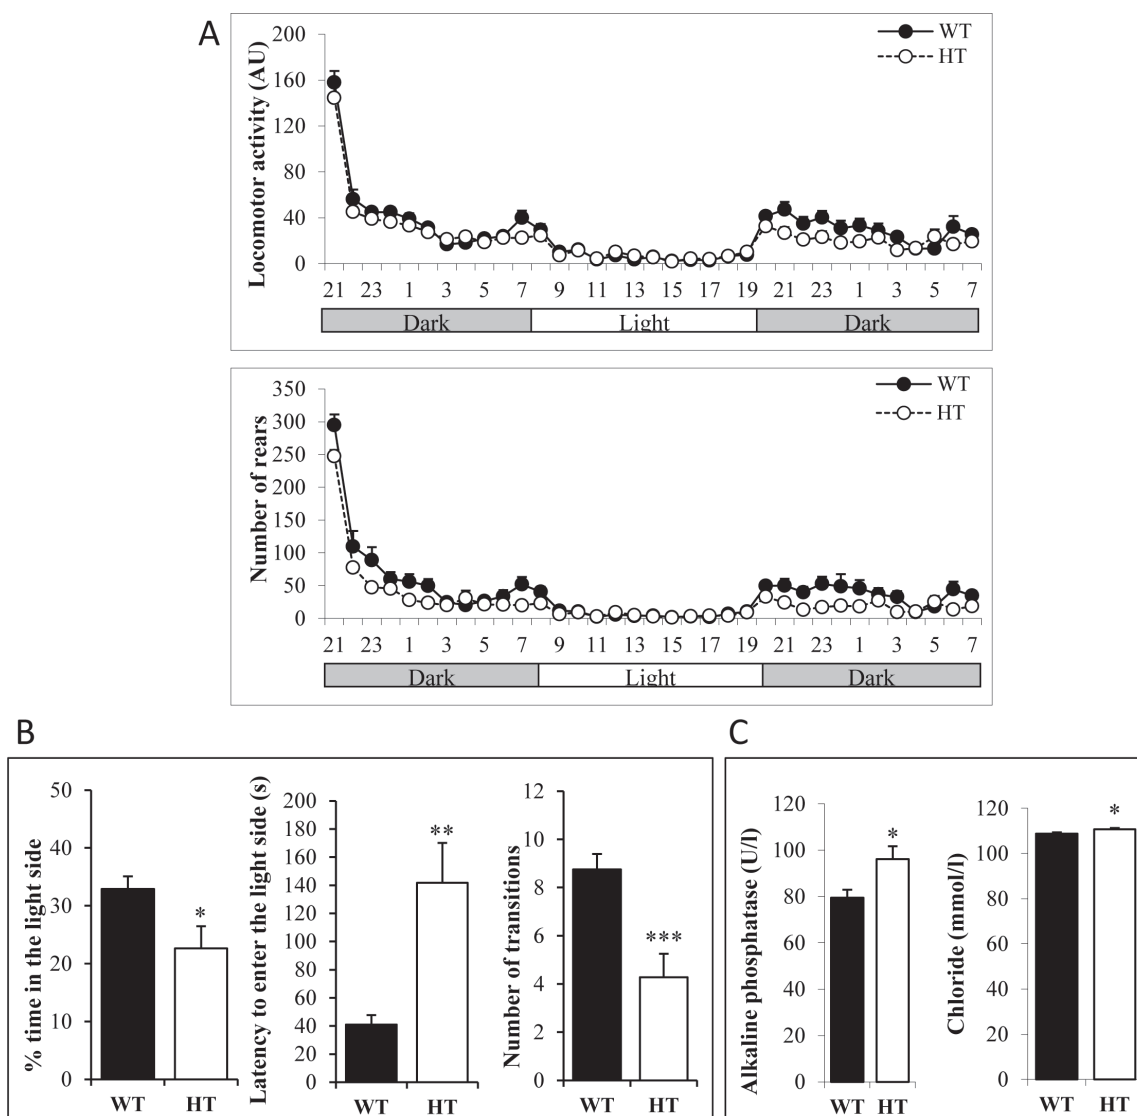 A
Locomotor activity (AU)
200
160
120
80
40
0
WT
HT
21 23 1 3 5 7 9 11 13 15 17 19 21 23 1 3 5 7
Dark Light Dark
Number of rears
350
300
250
200
150
100
50
0
WT
HT
21 23 1 3 5 7 9 11 13 15 17 19 21 23 1 3 5 7
Dark Light Dark
B
% time in the light side
50
40
30
20
10
0
*
WT HT
Latency to enter the light side (s)
200
180
160
140
120
100
80
60
40
20
0
**
WT HT
Number of transitions
12
10
8
6
4
2
0
***
WT HT
C
Alkaline phosphatase (U/l)
120
100
80
60
40
20
0
*
WT HT
Chloride (mmol/l)
120
100
80
60
40
20
0
*
WT HT